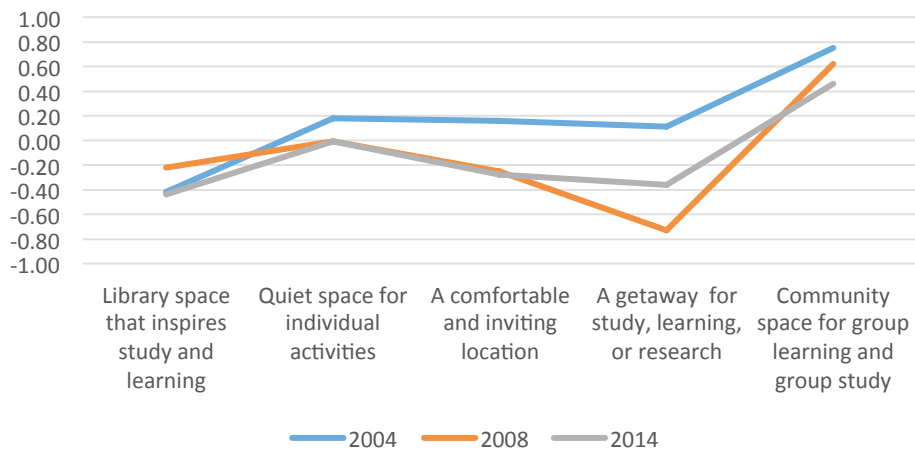 1.00
0.80
0.60
0.40
0.20
0.00
-0.20
-0.40
-0.60
-0.80
-1.00
Library space
that inspires
study and
learning
Quiet space for
individual
activities
A comfortable
and inviting
location
A getaway for
study, learning,
or research
Community
space for group
learning and
group study
2004 2008 2014